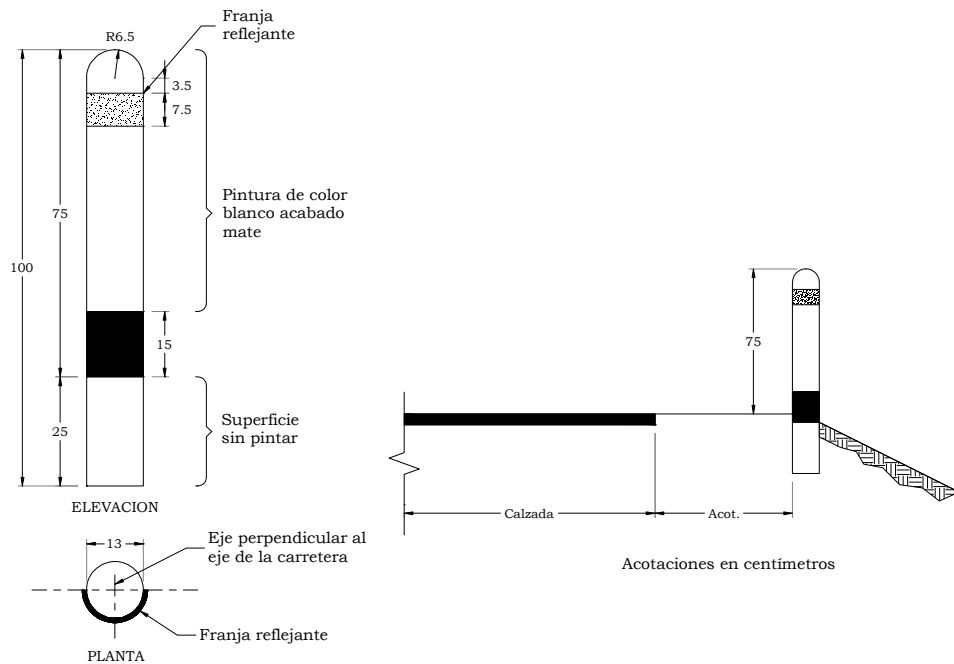 Franja
reflejante
R6.5
3.5
7.5
Pintura de color
blanco acabado
mate
75
100
15
25
Superficie
sin pintar
ELEVACION
13
Eje perpendicular al
eje de la carretera
Franja reflejante
PLANTA
75
Calzada
Acot.
Acotaciones en centímetros